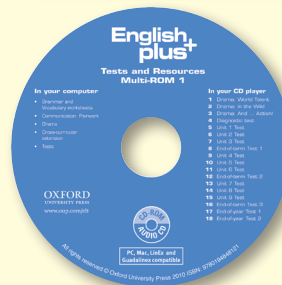 English
plus+
Tests and Resources
Multi-ROM 1
In your computer
• Grammar and
Vocabulary worksheets
• Communication: Pairwork
• Drama
• Cross-curricular
extension
• Tests
In your CD player
1 Drama: World Talent
2 Drama: In the Wild
3 Drama: And ... Action!
4 Diagnostic test
5 Unit 1 Test
6 Unit 2 Test
7 Unit 3 Test
8 End-of-term Test 1
9 Unit 4 Test
10 Unit 5 Test
11 Unit 6 Test
12 End-of-term Test 2
13 Unit 7 Test
14 Unit 8 Test
15 Unit 9 Test
16 End-of-term Test 3
17 End-of-year Test 1
18 End-of-year Test 2
OXFORD
UNIVERSITY PRESS
CD-ROM
AUDIO CD
PC, Mac, LinEx and
Guadalinex compatible
All rights reserved © Oxford University Press 2010 ISBN: